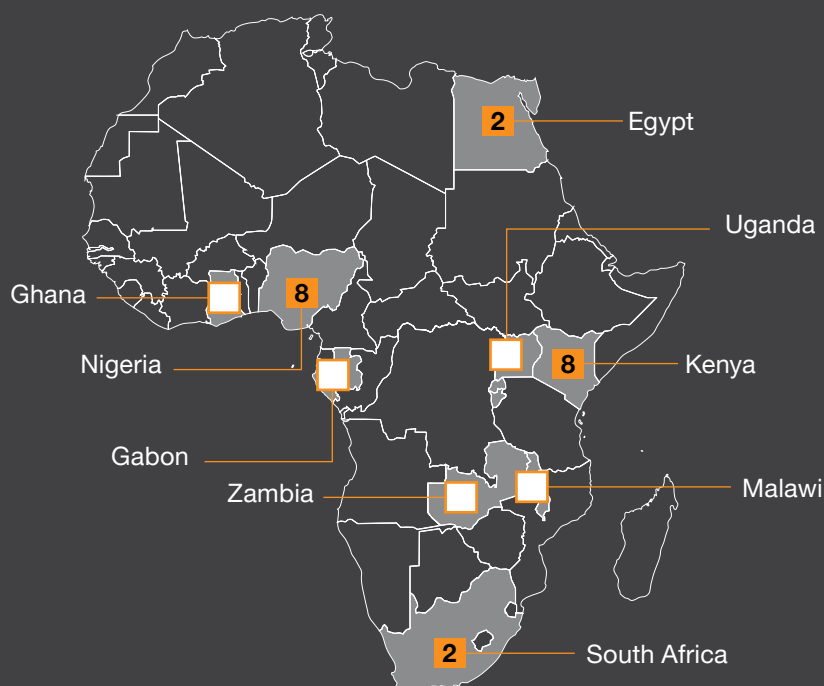 2
Egypt
Uganda
Ghana
8
Nigeria
8
Kenya
Gabon
Zambia
Malawi
2
South Africa